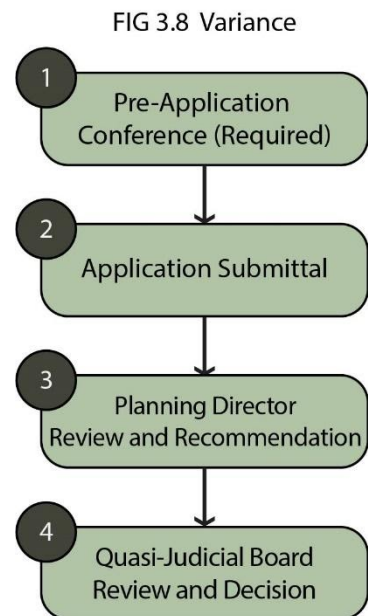 FIG 3.8 Variance
1
Pre-Application
Conference (Required)
2
Application Submittal
3
Planning Director
Review and Recommendation
4
Quasi-Judicial Board
Review and Decision